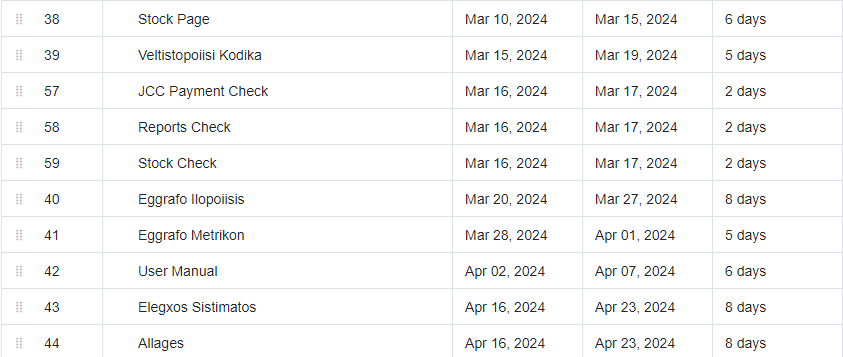 38 Stock Page Mar 10, 2024 Mar 15, 2024 6 days
39 Veltistopoiisi Kodika Mar 15, 2024 Mar 19, 2024 5 days
57 JCC Payment Check Mar 16, 2024 Mar 17, 2024 2 days
58 Reports Check Mar 16, 2024 Mar 17, 2024 2 days
59 Stock Check Mar 16, 2024 Mar 17, 2024 2 days
40 Eggrafo Ilopoiisis Mar 20, 2024 Mar 27, 2024 8 days
41 Eggrafo Metrikon Mar 28, 2024 Apr 01, 2024 5 days
42 User Manual Apr 02, 2024 Apr 07, 2024 6 days
43 Elegxos Sistimatos Apr 16, 2024 Apr 23, 2024 8 days
44 Allages Apr 16, 2024 Apr 23, 2024 8 days